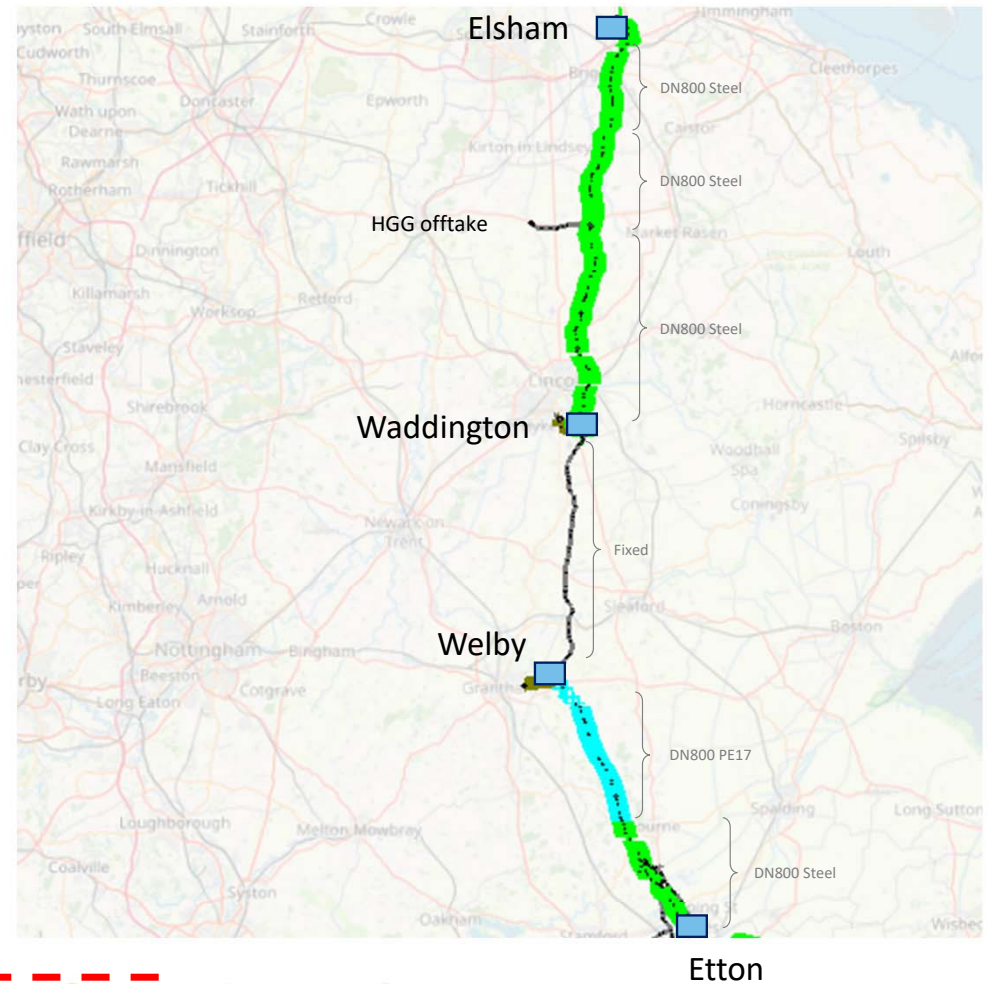 Elsham
Crowle
Immingham
South Elmsall
Stainforth
Cudworth
Thurnscoe
Doncaster
Epworth
Cleethorpes
DN800 Steel
Wath upon
Dearne
Caistor
Rawmarsh
Kirton in Lindsey
Rotherham
Tickhill
DN800 Steel
HGG offtake
Market Rasen
Dinnington
Louth
Killamarsh
Retford
Worksop
DN800 Steel
Staveley
Shirebrook
Horncastle
Waddington
Clay Cross
Spilsby
Mansfield
Woodhall
Spa
Kirkby-in-Ashfield
Coningsby
Newark on
Trent
Ripley
Fixed
Hucknall
Kimberley
Arnold
Sleaford
Boston
Welby
Nottingham
Bingham
Beeston
Cotgrave
Long Eaton
DN800 PE17
Spalding
Long Sutton
Loughborough
Melton Mowbray
Coalville
DN800 Steel
Syston
Oakham
Stamford
Etton